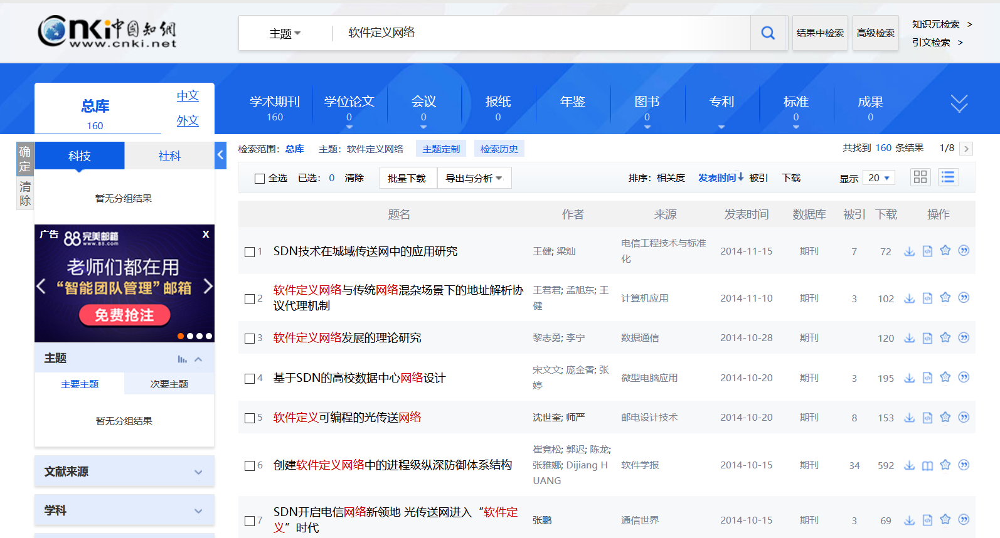 cnki中国知網
www.cnki.net
主题
软件定义网络
结果中检索
高级检索
知识元检索 >
引文检索 >
总库
160
中文
外文
学术期刊
160
学位论文
0
会议
0
报纸
0
年鉴
图书
0
专利
标准
0
成果
0
确定
清除
科技
社科
暂无分组结果
检索范围：总库 主题：软件定义网络 主题定制 检索历史
共找到 160 条结果 1/8 >
全选 已选：0 清除 批量下载 导出与分析
排序：相关度 发表时间↓ 被引 下载 显示 20
广告 88完美邮箱 X
www.88.com
老师们都在用
“智能团队管理”邮箱
免费抢注
主题
主要主题 次要主题
暂无分组结果
文献来源
学科
题名 作者 来源 发表时间 数据库 被引 下载 操作
1 SDN技术在城域传送网中的应用研究 王健; 梁灿 电信工程技术与标准化 2014-11-15 期刊 7 72
2 软件定义网络与传统网络混杂场景下的地址解析协议代理机制 王君君; 孟旭东; 王健 计算机应用 2014-11-10 期刊 3 102
3 软件定义网络发展的理论研究 黎志勇; 李宁 数据通信 2014-10-28 期刊 120
4 基于SDN的高校数据中心网络设计 宋文文; 庞金香; 张婷 微型电脑应用 2014-10-20 期刊 3 195
5 软件定义可编程的光传送网络 沈世奎; 师严 邮电设计技术 2014-10-20 期刊 8 153
6 创建软件定义网络中的进程级纵深防御体系结构 崔竞松; 郭迟; 陈龙; 张雅娜; Dijiang HUANG 软件学报 2014-10-15 期刊 34 592
7 SDN开启电信网络新领地 光传送网进入“软件定义”时代 张鹏 通信世界 2014-10-15 期刊 3 69